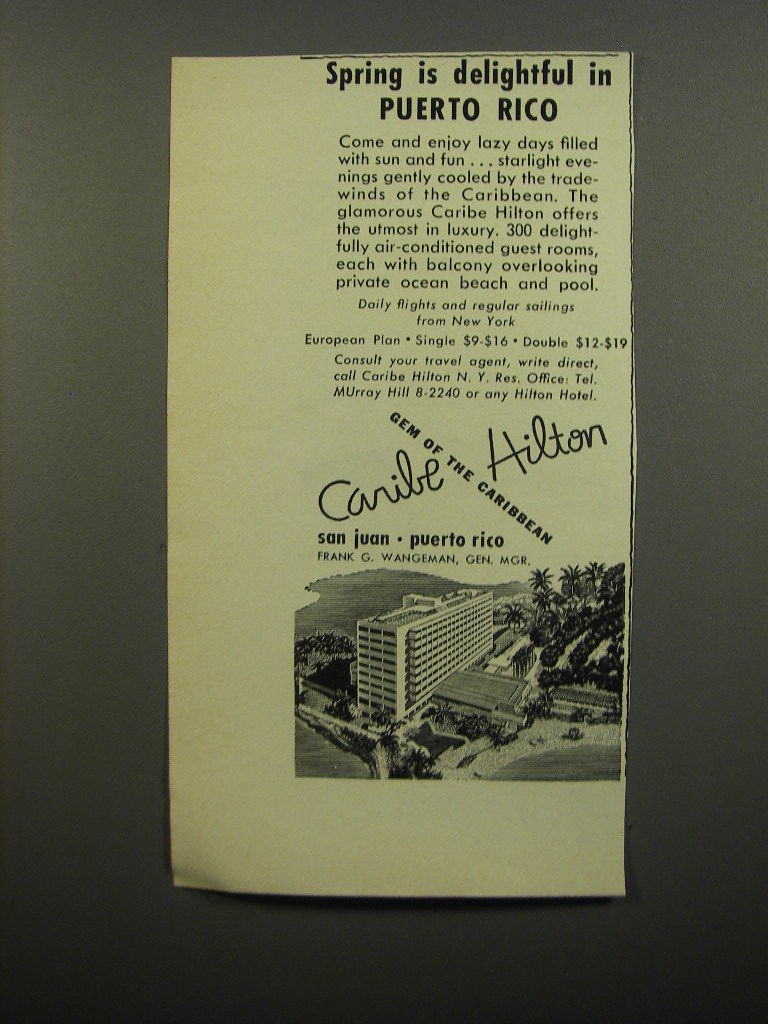 Spring is delightful in
PUERTO RICO
Come and enjoy lazy days filled
with sun and fun . . . starlight eve-
nings gently cooled by the trade-
winds of the Caribbean. The
glamorous Caribe Hilton offers
the utmost in luxury. 300 delight-
fully air-conditioned guest rooms,
each with balcony overlooking
private ocean beach and pool.
Daily flights and regular sailings
from New York
European Plan • Single $9-$16 • Double $12-$19
Consult your travel agent, write direct,
call Caribe Hilton N. Y. Res. Office: Tel.
MUrray Hill 8-2240 or any Hilton Hotel.
GEM OF THE CARIBBEAN
Caribe Hilton
san juan • puerto rico
FRANK G. WANGEMAN, GEN. MGR.